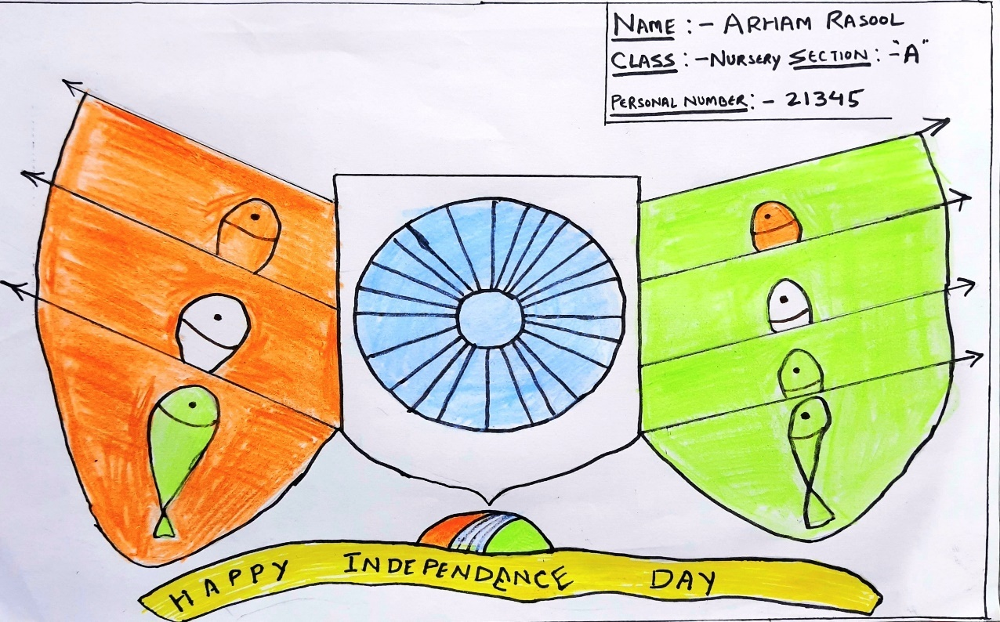 NAME :- ARHAM RASOOL
CLASS :- NURSERY SECTION :- "A"
PERSONAL NUMBER :- 21345
HAPPY INDEPENDANCE DAY